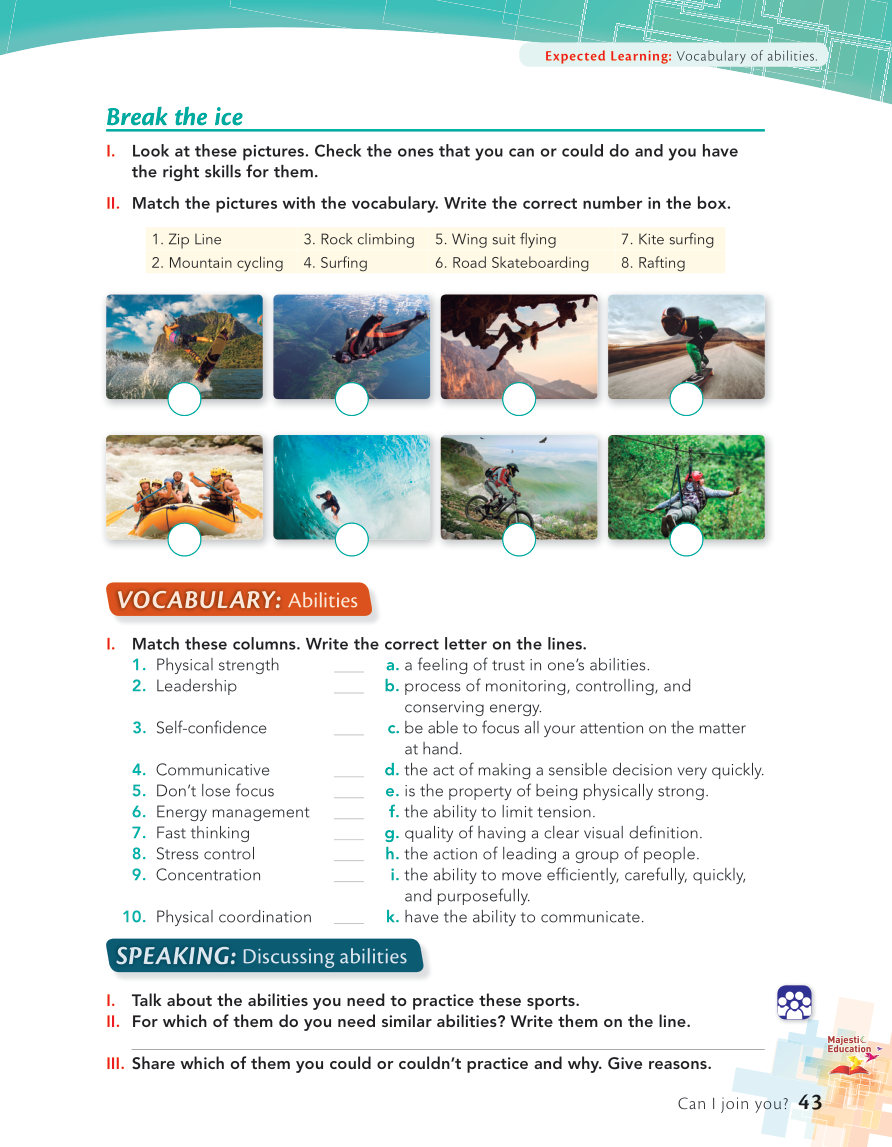 Expected Learning: Vocabulary of abilities.
Break the ice
I. Look at these pictures. Check the ones that you can or could do and you have
the right skills for them.
II. Match the pictures with the vocabulary. Write the correct number in the box.
1. Zip Line 3. Rock climbing 5. Wing suit flying 7. Kite surfing
2. Mountain cycling 4. Surfing 6. Road Skateboarding 8. Rafting
VOCABULARY: Abilities
I. Match these columns. Write the correct letter on the lines.
1. Physical strength ____ a. a feeling of trust in one's abilities.
2. Leadership ____ b. process of monitoring, controlling, and
conserving energy.
3. Self-confidence ____ c. be able to focus all your attention on the matter
at hand.
4. Communicative ____ d. the act of making a sensible decision very quickly.
5. Don't lose focus ____ e. is the property of being physically strong.
6. Energy management ____ f. the ability to limit tension.
7. Fast thinking ____ g. quality of having a clear visual definition.
8. Stress control ____ h. the action of leading a group of people.
9. Concentration ____ i. the ability to move efficiently, carefully, quickly,
and purposefully.
10. Physical coordination ____ k. have the ability to communicate.
SPEAKING: Discussing abilities
I. Talk about the abilities you need to practice these sports.
II. For which of them do you need similar abilities? Write them on the line.
III. Share which of them you could or couldn't practice and why. Give reasons.
Majestic
Education
Can I join you? 43